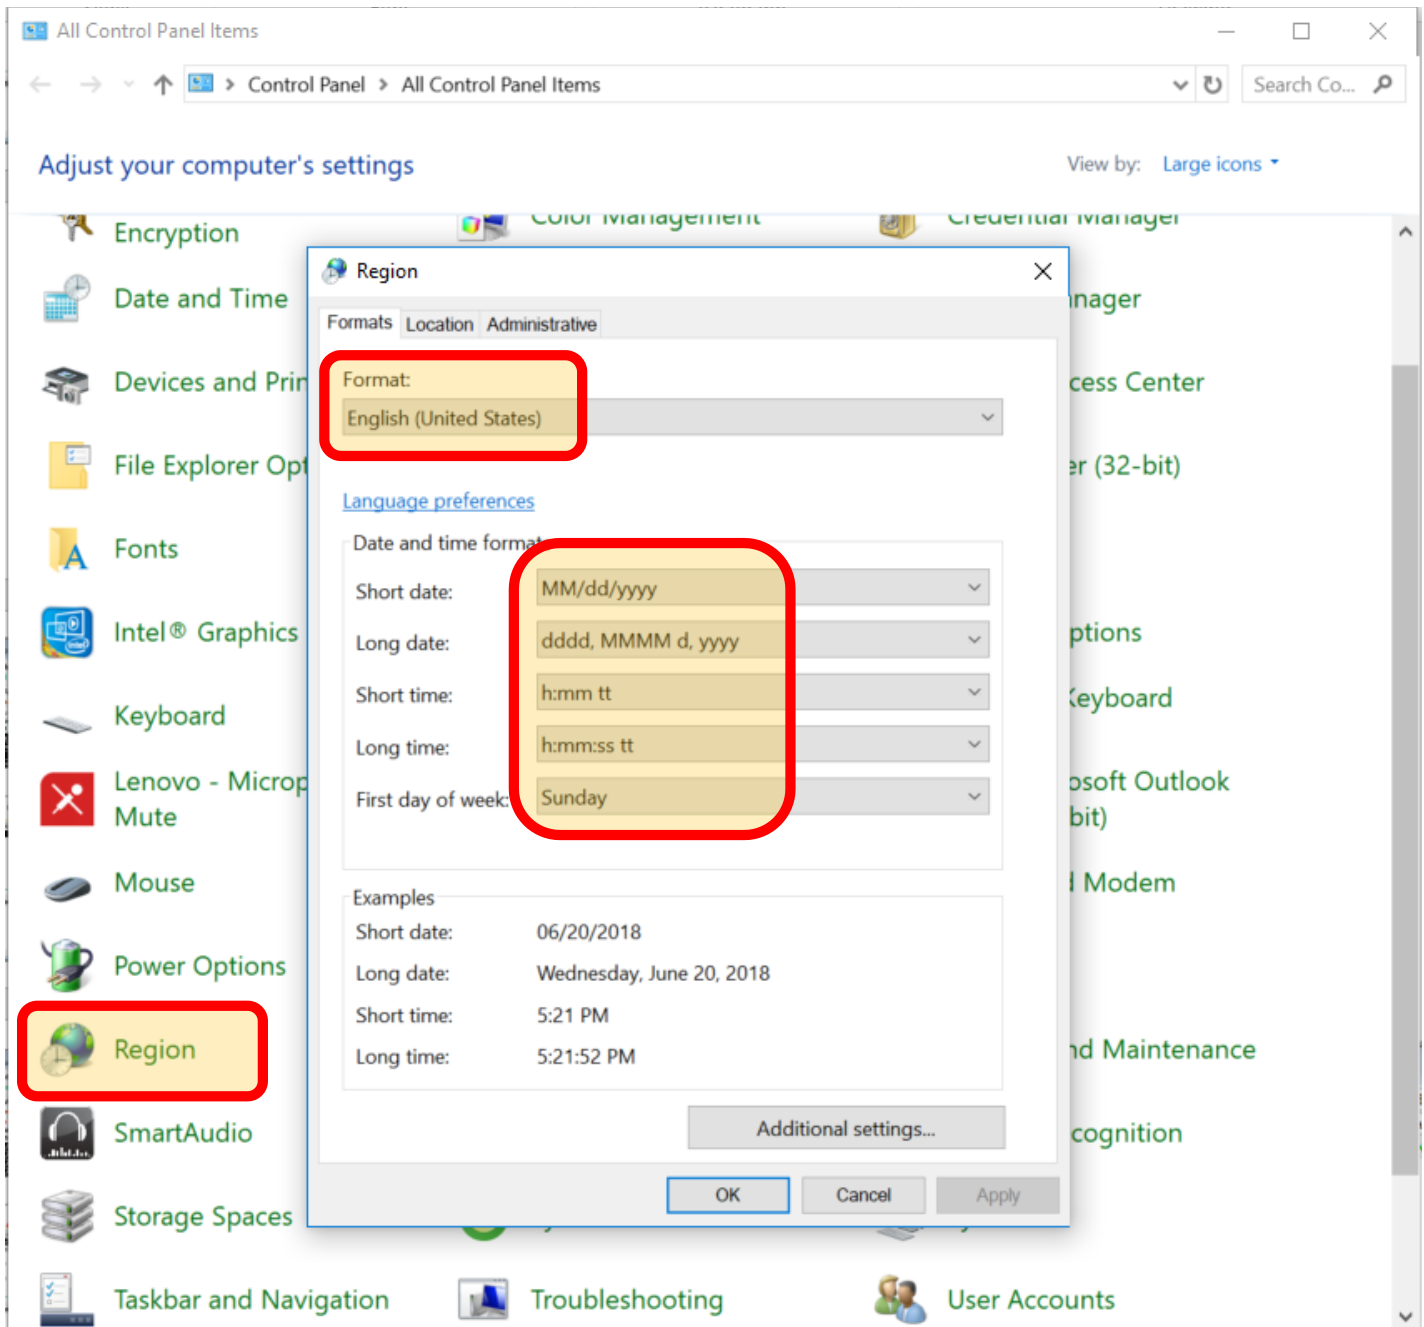 All Control Panel Items
Control Panel > All Control Panel Items
Search Co...
Adjust your computer's settings
View by: Large icons
Encryption
Color Management
Credential Manager
Date and Time
nager
Devices and Prin
cess Center
File Explorer Opt
er (32-bit)
Fonts
Intel® Graphics
ptions
Keyboard
Keyboard
Lenovo - Microp
Mute
osoft Outlook
bit)
Mouse
d Modem
Power Options
Region
nd Maintenance
SmartAudio
cognition
Storage Spaces
Taskbar and Navigation
Troubleshooting
User Accounts
Region
Formats Location Administrative
Format:
English (United States)
Language preferences
Date and time format
Short date: MM/dd/yyyy
Long date: dddd, MMMM d, yyyy
Short time: h:mm tt
Long time: h:mm:ss tt
First day of week: Sunday
Examples
Short date: 06/20/2018
Long date: Wednesday, June 20, 2018
Short time: 5:21 PM
Long time: 5:21:52 PM
Additional settings...
OK Cancel Apply